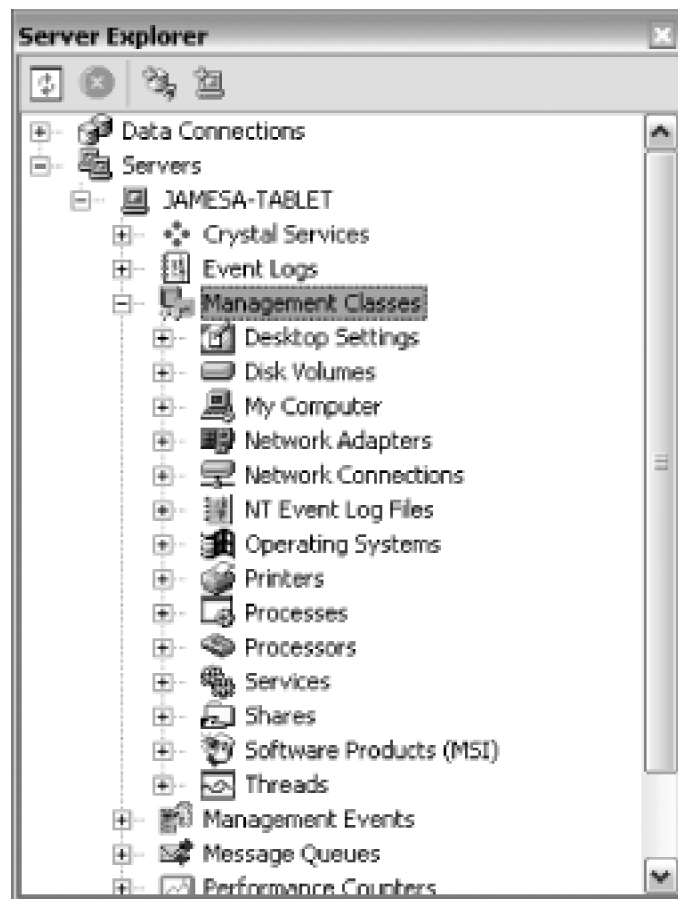 Server Explorer
Data Connections
Servers
JAMESA-TABLET
Crystal Services
Event Logs
Management Classes
Desktop Settings
Disk Volumes
My Computer
Network Adapters
Network Connections
NT Event Log Files
Operating Systems
Printers
Processes
Processors
Services
Shares
Software Products (MSI)
Threads
Management Events
Message Queues
Performance Counters